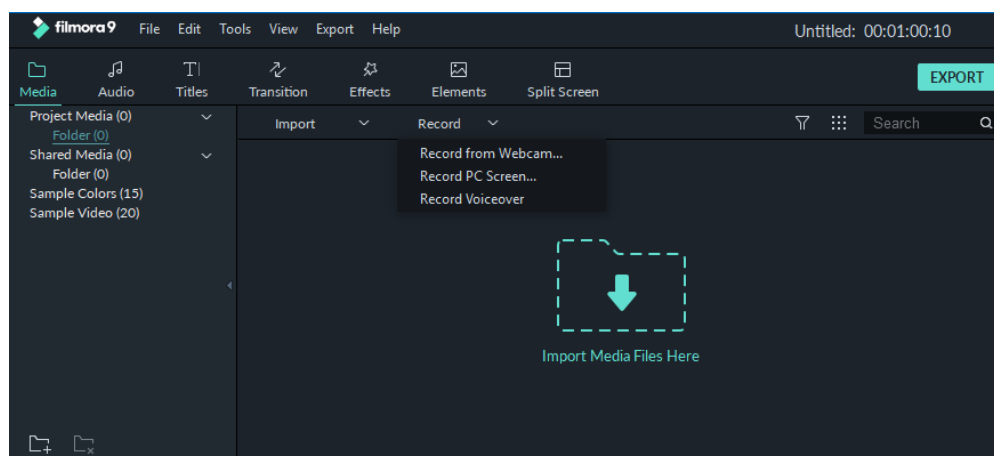 filmora9 File Edit Tools View Export Help Untitled: 00:01:00:10
Media Audio Titles Transition Effects Elements Split Screen EXPORT
Project Media (0) Import Record Search
Folder (0)
Shared Media (0) Record from Webcam...
Folder (0) Record PC Screen...
Sample Colors (15) Record Voiceover
Sample Video (20)
Import Media Files Here